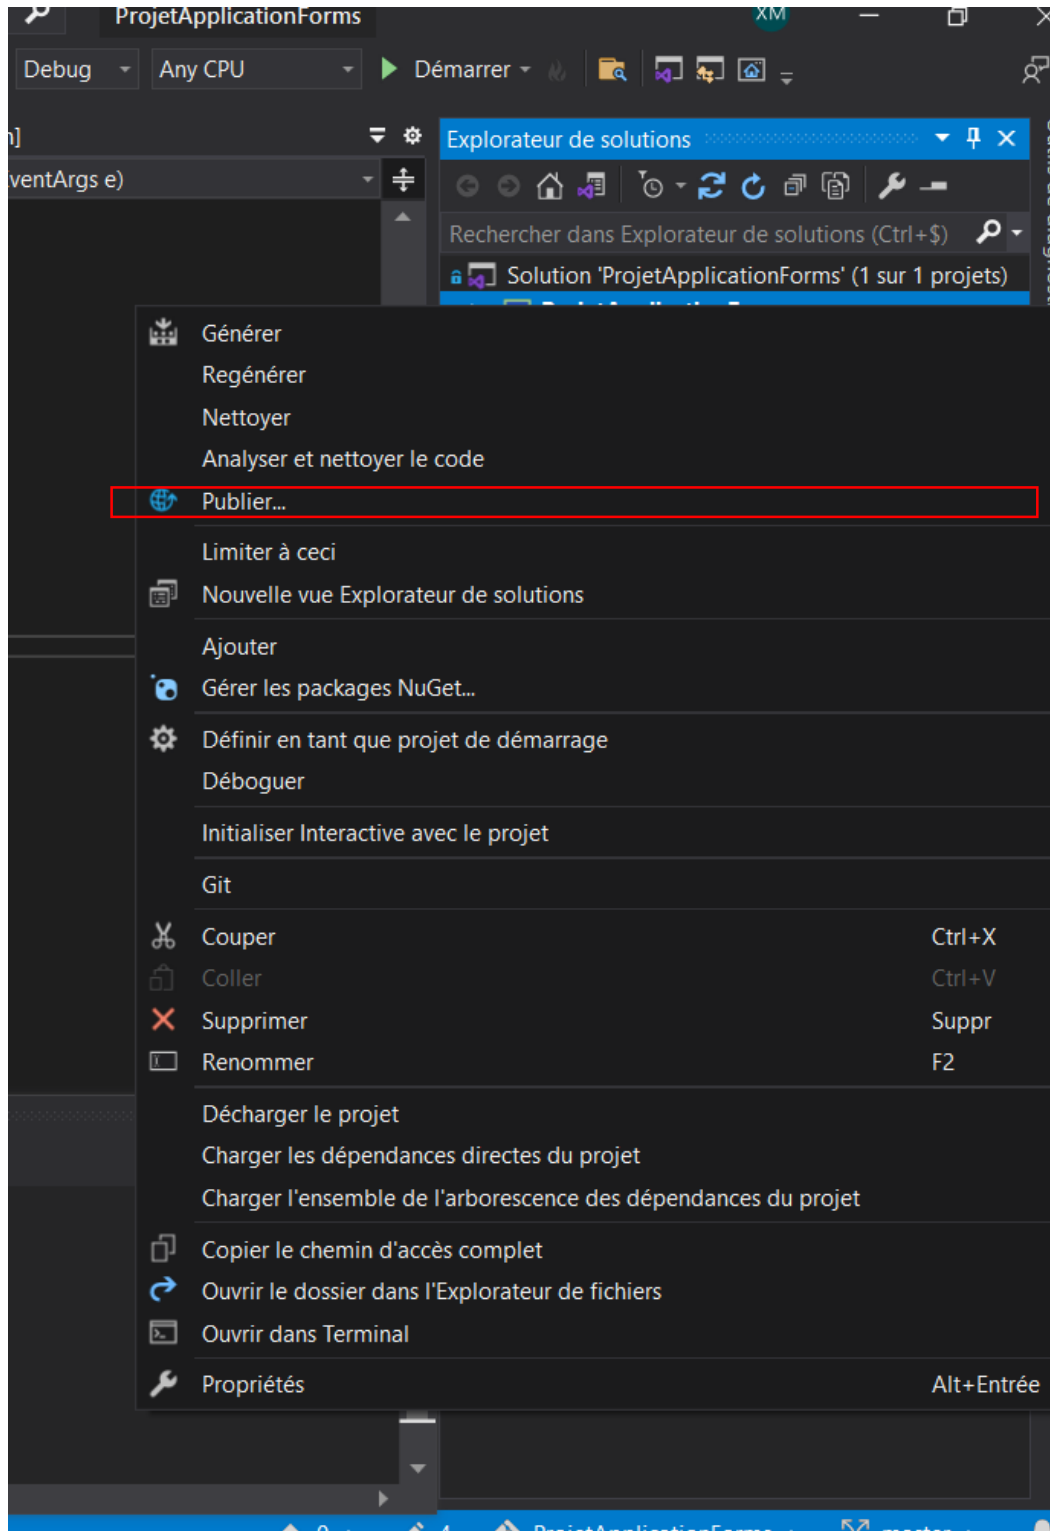 ProjetApplicationForms
XM
Debug
Any CPU
Démarrer
Explorateur de solutions
ventArgs e)
Rechercher dans Explorateur de solutions (Ctrl+$)
Solution 'ProjetApplicationForms' (1 sur 1 projets)
Générer
Regénérer
Nettoyer
Analyser et nettoyer le code
Publier...
Limiter à ceci
Nouvelle vue Explorateur de solutions
Ajouter
Gérer les packages NuGet...
Définir en tant que projet de démarrage
Déboguer
Initialiser Interactive avec le projet
Git
Couper Ctrl+X
Coller Ctrl+V
Supprimer Suppr
Renommer F2
Décharger le projet
Charger les dépendances directes du projet
Charger l'ensemble de l'arborescence des dépendances du projet
Copier le chemin d'accès complet
Ouvrir le dossier dans l'Explorateur de fichiers
Ouvrir dans Terminal
Propriétés Alt+Entrée
ProjetApplicationForms
master